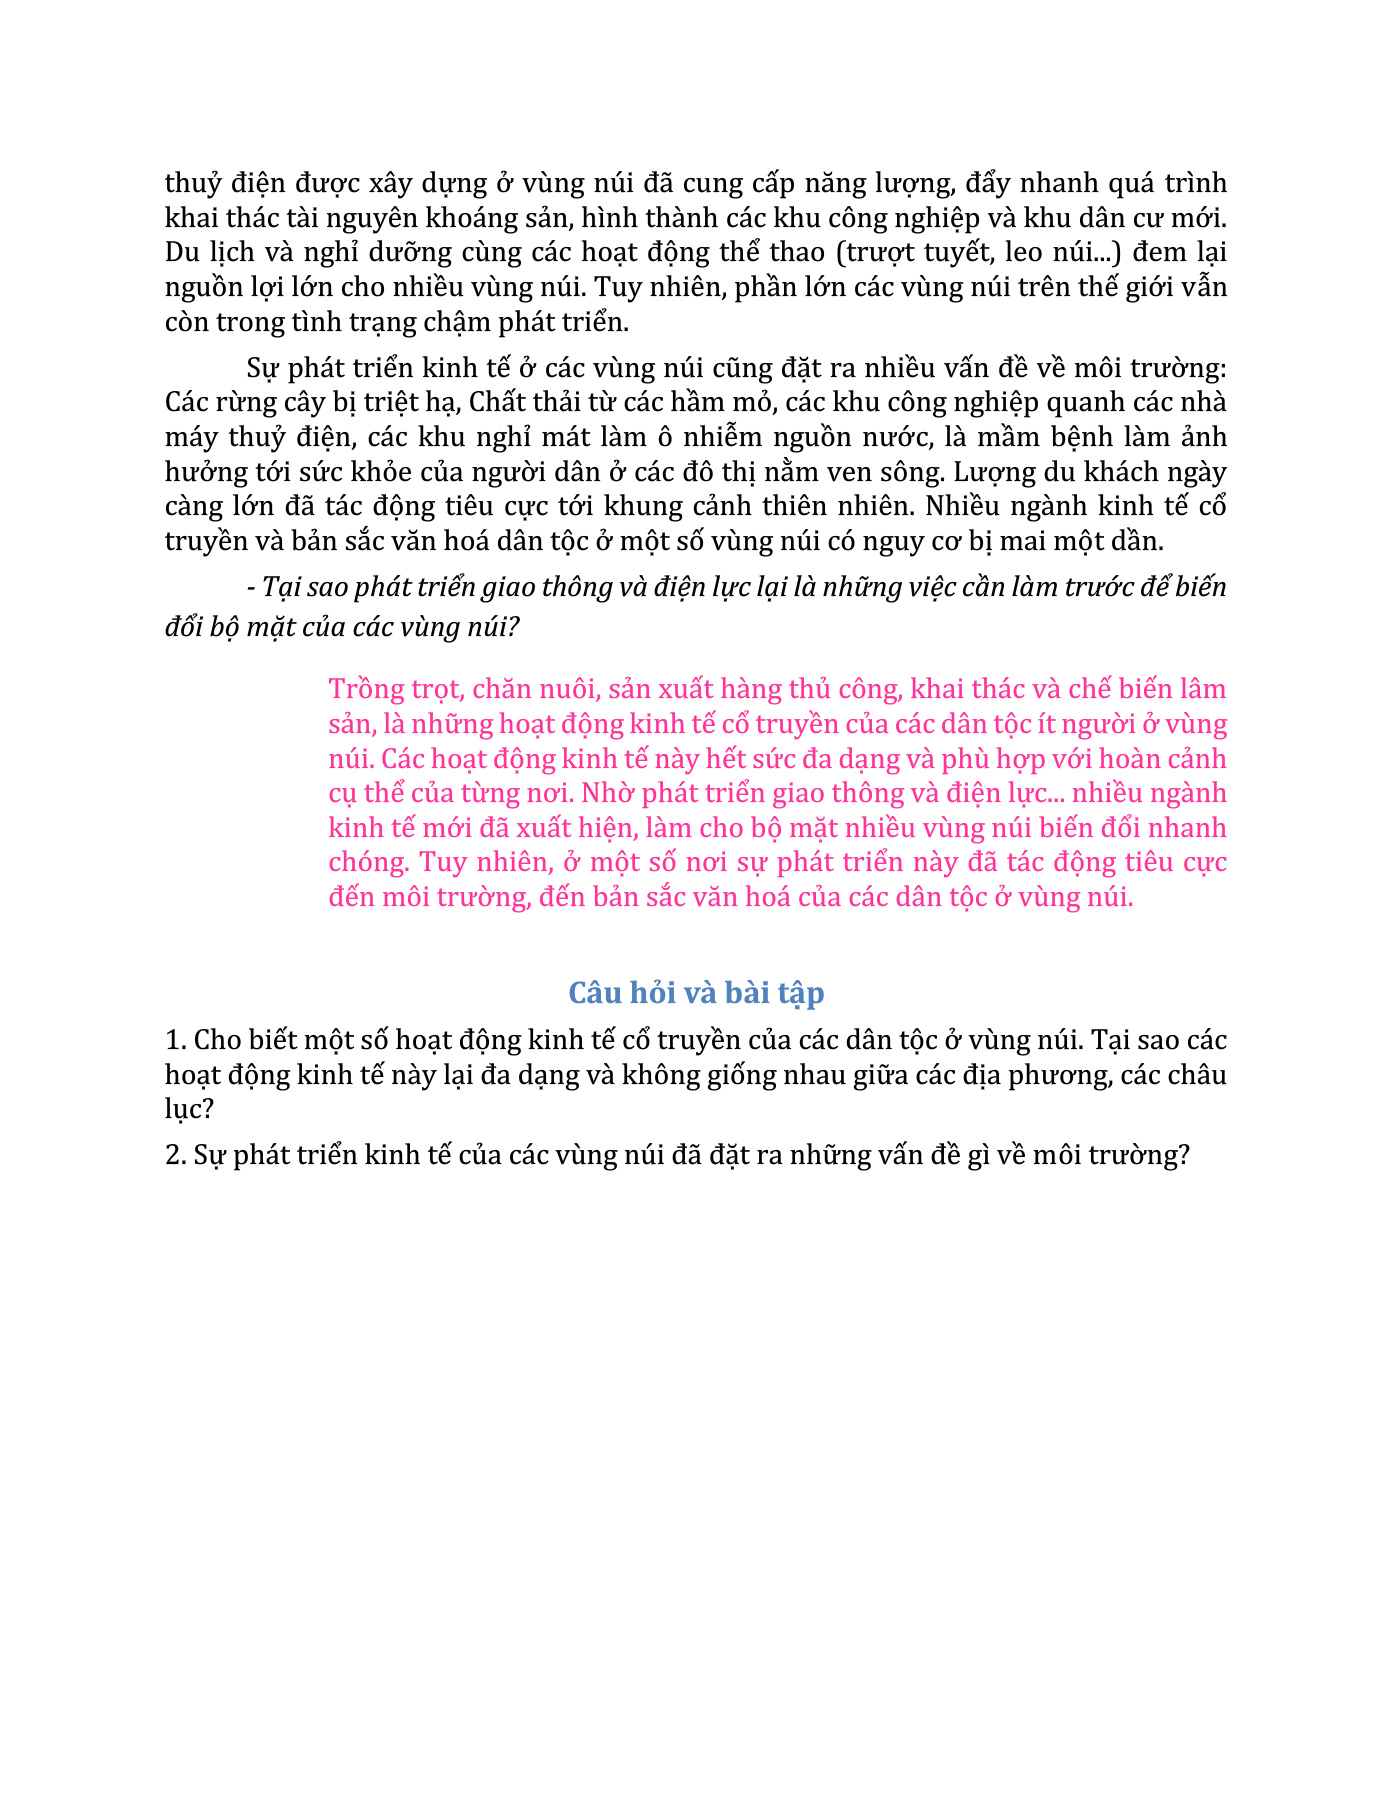 thuỷ điện được xây dựng ở vùng núi đã cung cấp năng lượng, đẩy nhanh quá trình
khai thác tài nguyên khoáng sản, hình thành các khu công nghiệp và khu dân cư mới.
Du lịch và nghỉ dưỡng cùng các hoạt động thể thao (trượt tuyết, leo núi...) đem lại
nguồn lợi lớn cho nhiều vùng núi. Tuy nhiên, phần lớn các vùng núi trên thế giới vẫn
còn trong tình trạng chậm phát triển.
Sự phát triển kinh tế ở các vùng núi cũng đặt ra nhiều vấn đề về môi trường:
Các rừng cây bị triệt hạ, Chất thải từ các hầm mỏ, các khu công nghiệp quanh các nhà
máy thuỷ điện, các khu nghỉ mát làm ô nhiễm nguồn nước, là mầm bệnh làm ảnh
hưởng tới sức khỏe của người dân ở các đô thị nằm ven sông. Lượng du khách ngày
càng lớn đã tác động tiêu cực tới khung cảnh thiên nhiên. Nhiều ngành kinh tế cổ
truyền và bản sắc văn hoá dân tộc ở một số vùng núi có nguy cơ bị mai một dần.
- Tại sao phát triển giao thông và điện lực lại là những việc cần làm trước để biến
đổi bộ mặt của các vùng núi?
Trồng trọt, chăn nuôi, sản xuất hàng thủ công, khai thác và chế biến lâm
sản, là những hoạt động kinh tế cổ truyền của các dân tộc ít người ở vùng
núi. Các hoạt động kinh tế này hết sức đa dạng và phù hợp với hoàn cảnh
cụ thể của từng nơi. Nhờ phát triển giao thông và điện lực... nhiều ngành
kinh tế mới đã xuất hiện, làm cho bộ mặt nhiều vùng núi biến đổi nhanh
chóng. Tuy nhiên, ở một số nơi sự phát triển này đã tác động tiêu cực
đến môi trường, đến bản sắc văn hoá của các dân tộc ở vùng núi.
Câu hỏi và bài tập
1. Cho biết một số hoạt động kinh tế cổ truyền của các dân tộc ở vùng núi. Tại sao các
hoạt động kinh tế này lại đa dạng và không giống nhau giữa các địa phương, các châu
lục?
2. Sự phát triển kinh tế của các vùng núi đã đặt ra những vấn đề gì về môi trường?